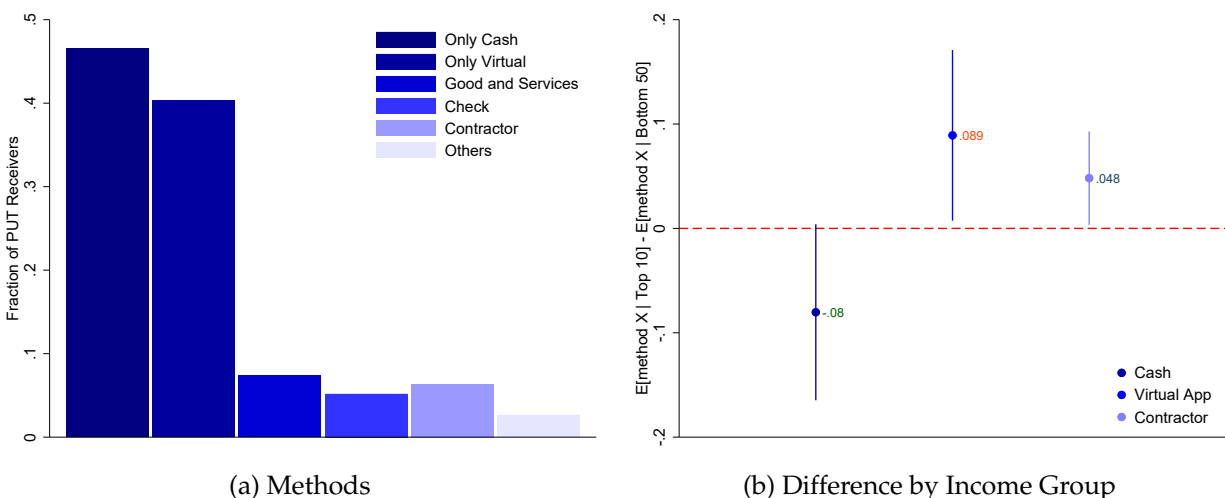 Fraction of PUT Receivers
.5
.4
.3
.2
.1
0
Only Cash
Only Virtual
Good and Services
Check
Contractor
Others
(a) Methods
E[method X | Top 10] - E[method X | Bottom 50]
.2
.1
0
-.1
-.2
-.08
.089
.048
Cash
Virtual App
Contractor
(b) Difference by Income Group